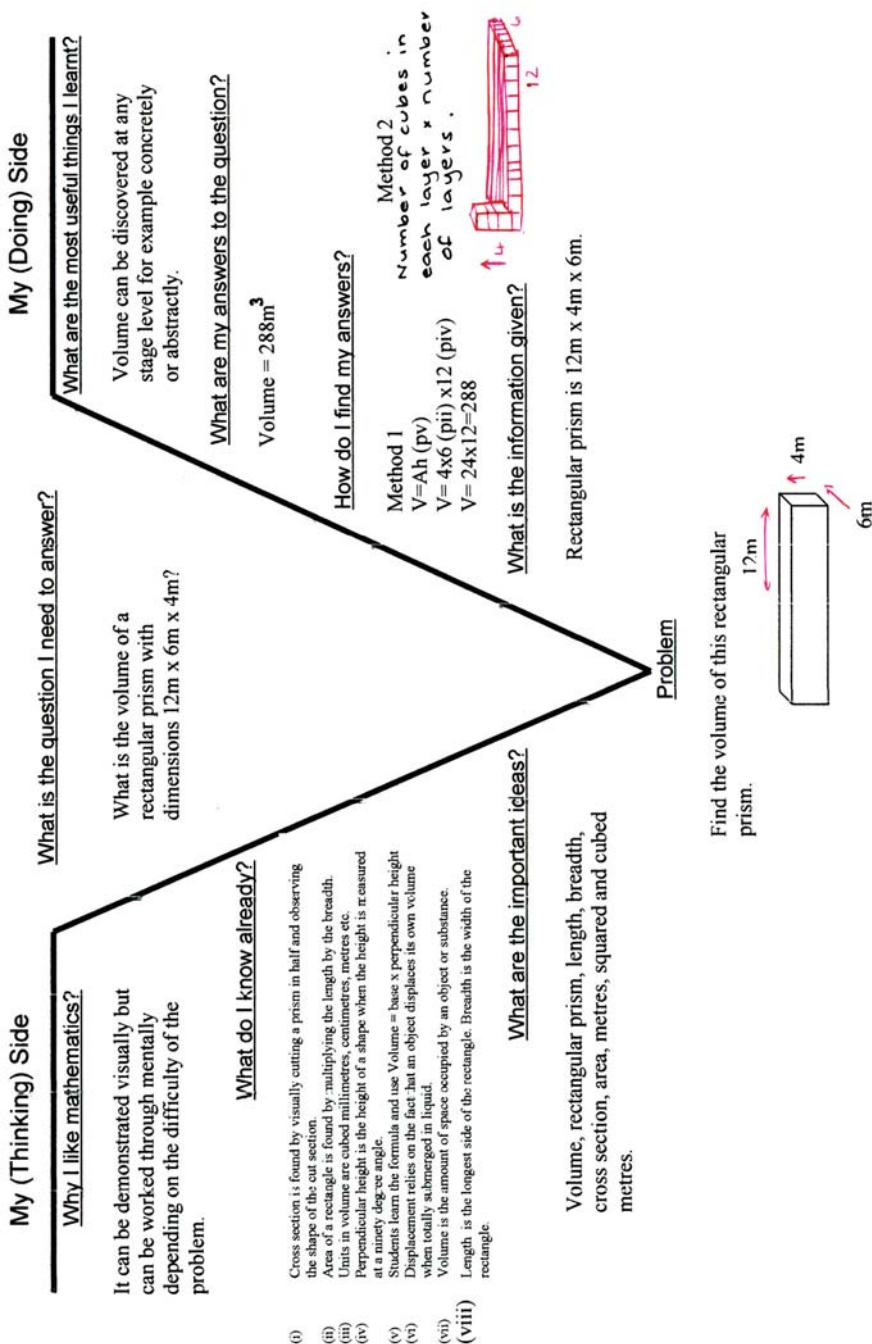 My (Thinking) Side
Why I like mathematics?
It can be demonstrated visually but
can be worked through mentally
depending on the difficulty of the
problem.
What do I know already?
(i) Cross section is found by visually cutting a prism in half and observing
the shape of the cut section.
(ii) Area of a rectangle is found by multiplying the length by the breadth.
(iii) Units in volume are cubed millimetres, centimetres, metres etc.
(iv) Perpendicular height is the height of a shape when the height is measured
at a ninety degree angle.
(v) Students learn the formula and use Volume = base x perpendicular height
(vi) Displacement relies on the fact that an object displaces its own volume
when totally submerged in liquid.
(vii) Volume is the amount of space occupied by an object or substance.
(viii) Length is the longest side of the rectangle. Breadth is the width of the
rectangle.
What are the important ideas?
Volume, rectangular prism, length, breadth,
cross section, area, metres, squared and cubed
metres.
What is the question I need to answer?
What is the volume of a
rectangular prism with
dimensions 12m x 6m x 4m?
Problem
Find the volume of this rectangular
prism.
12m
4m
6m
My (Doing) Side
What are the most useful things I learnt?
Volume can be discovered at any
stage level for example concretely
or abstractly.
What are my answers to the question?
Volume = 288m³
How do I find my answers?
Method 1
V=Ah (pv)
V= 4x6 (pii) x12 (piv)
V= 24x12=288
Method 2
Number of cubes in
each layer x number
of layers.
4
12
6
What is the information given?
Rectangular prism is 12m x 4m x 6m.